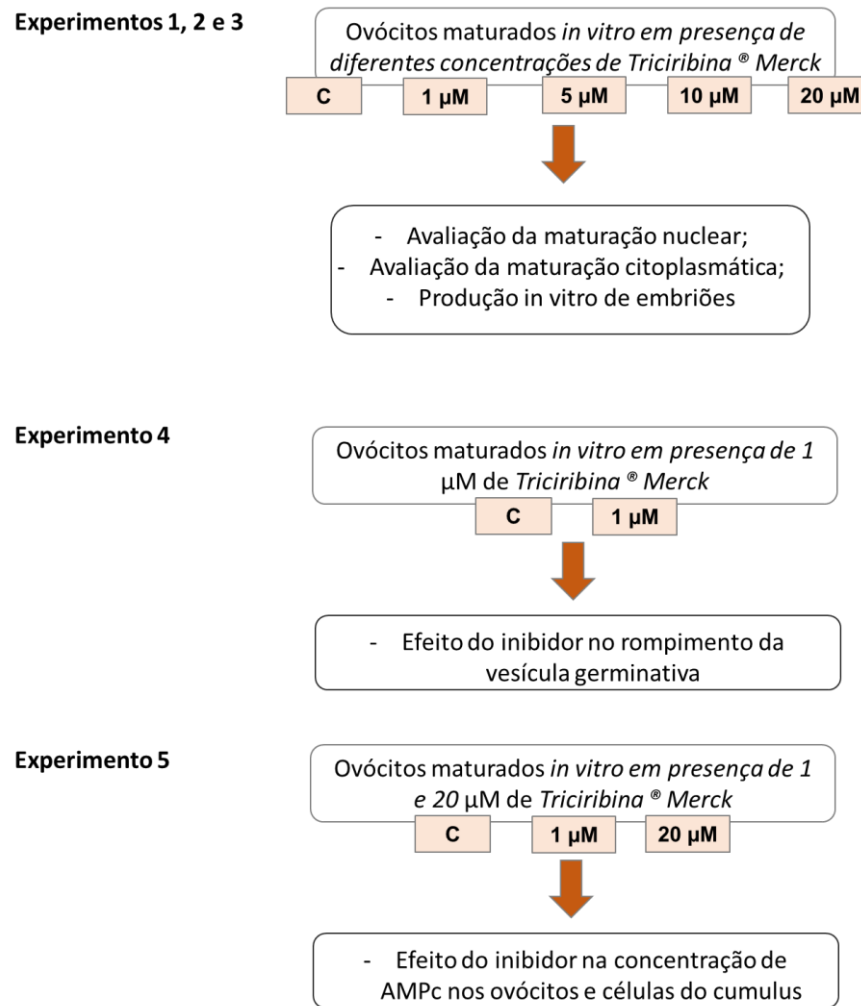 Experimentos 1, 2 e 3
Ovócitos maturados in vitro em presença de
diferentes concentrações de Triciribina ® Merck
C
1 µM
5 µM
10 µM
20 µM
- Avaliação da maturação nuclear;
- Avaliação da maturação citoplasmática;
- Produção in vitro de embriões
Experimento 4
Ovócitos maturados in vitro em presença de 1
µM de Triciribina ® Merck
C
1 µM
- Efeito do inibidor no rompimento da
vesícula germinativa
Experimento 5
Ovócitos maturados in vitro em presença de 1
e 20 µM de Triciribina ® Merck
C
1 µM
20 µM
- Efeito do inibidor na concentração de
AMPc nos ovócitos e células do cumulus